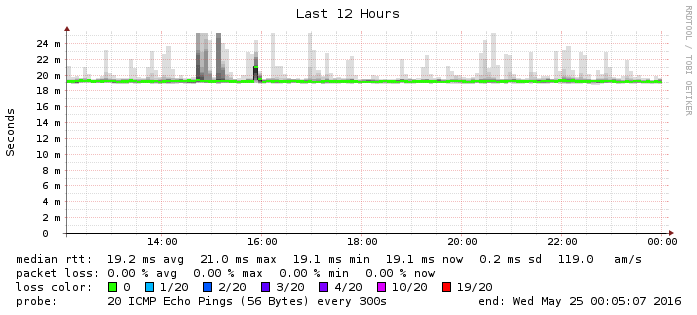 Last 12 Hours
RRDTOOL / TOBI OETIKER
Seconds
24 m
22 m
20 m
18 m
16 m
14 m
12 m
10 m
8 m
6 m
4 m
2 m
0
14:00 16:00 18:00 20:00 22:00 00:00
median rtt: 19.2 ms avg 21.0 ms max 19.1 ms min 19.1 ms now 0.2 ms sd 119.0 am/s
packet loss: 0.00 % avg 0.00 % max 0.00 % min 0.00 % now
loss color: 0 1/20 2/20 3/20 4/20 10/20 19/20
probe: 20 ICMP Echo Pings (56 Bytes) every 300s end: Wed May 25 00:05:07 2016